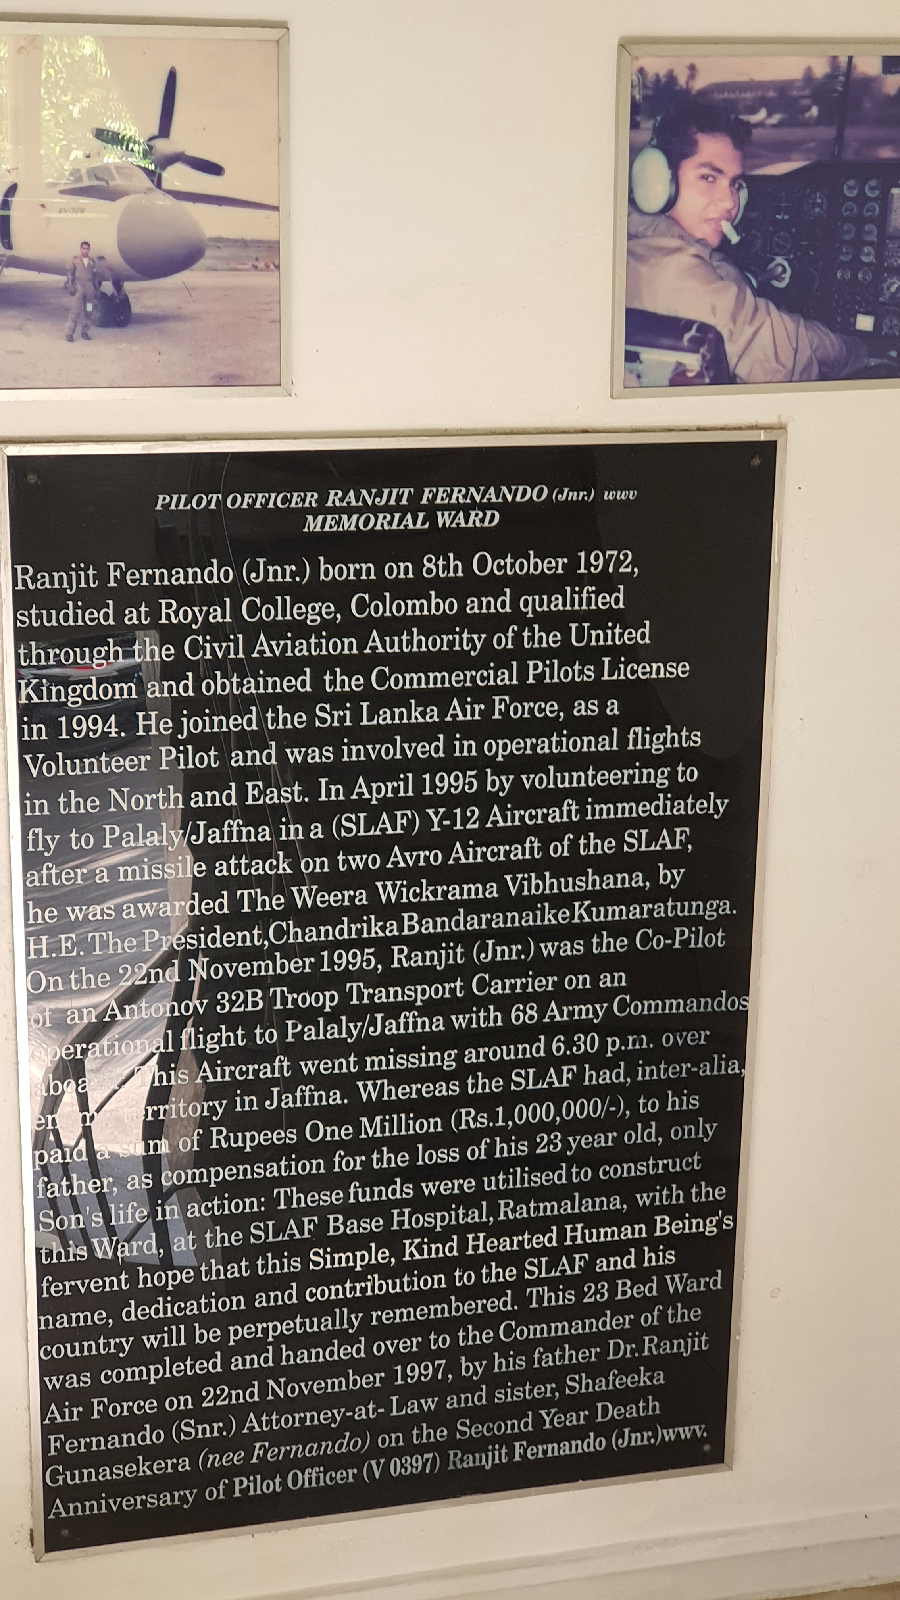 PILOT OFFICER RANJIT FERNANDO (Jnr.) wwv
MEMORIAL WARD
Ranjit Fernando (Jnr.) born on 8th October 1972,
studied at Royal College, Colombo and qualified
through the Civil Aviation Authority of the United
Kingdom and obtained the Commercial Pilots License
in 1994. He joined the Sri Lanka Air Force, as a
Volunteer Pilot and was involved in operational flights
in the North and East. In April 1995 by volunteering to
fly to Palaly/Jaffna in a (SLAF) Y-12 Aircraft immediately
after a missile attack on two Avro Aircraft of the SLAF,
he was awarded The Weera Wickrama Vibhushana, by
H.E. The President, Chandrika Bandaranaike Kumaratunga.
On the 22nd November 1995, Ranjit (Jnr.) was the Co-Pilot
of an Antonov 32B Troop Transport Carrier on an
operational flight to Palaly/Jaffna with 68 Army Commandos
This Aircraft went missing around 6.30 p.m. over
territory in Jaffna. Whereas the SLAF had, inter-alia,
paid a sum of Rupees One Million (Rs.1,000,000/-), to his
father, as compensation for the loss of his 23 year old, only
Son's life in action: These funds were utilised to construct
this Ward, at the SLAF Base Hospital, Ratmalana, with the
fervent hope that this Simple, Kind Hearted Human Being's
name, dedication and contribution to the SLAF and his
country will be perpetually remembered. This 23 Bed Ward
was completed and handed over to the Commander of the
Air Force on 22nd November 1997, by his father Dr. Ranjit
Fernando (Snr.) Attorney-at-Law and sister, Shafeeka
Gunasekera (nee Fernando) on the Second Year Death
Anniversary of Pilot Officer (V 0397) Ranjit Fernando (Jnr.)wwv.